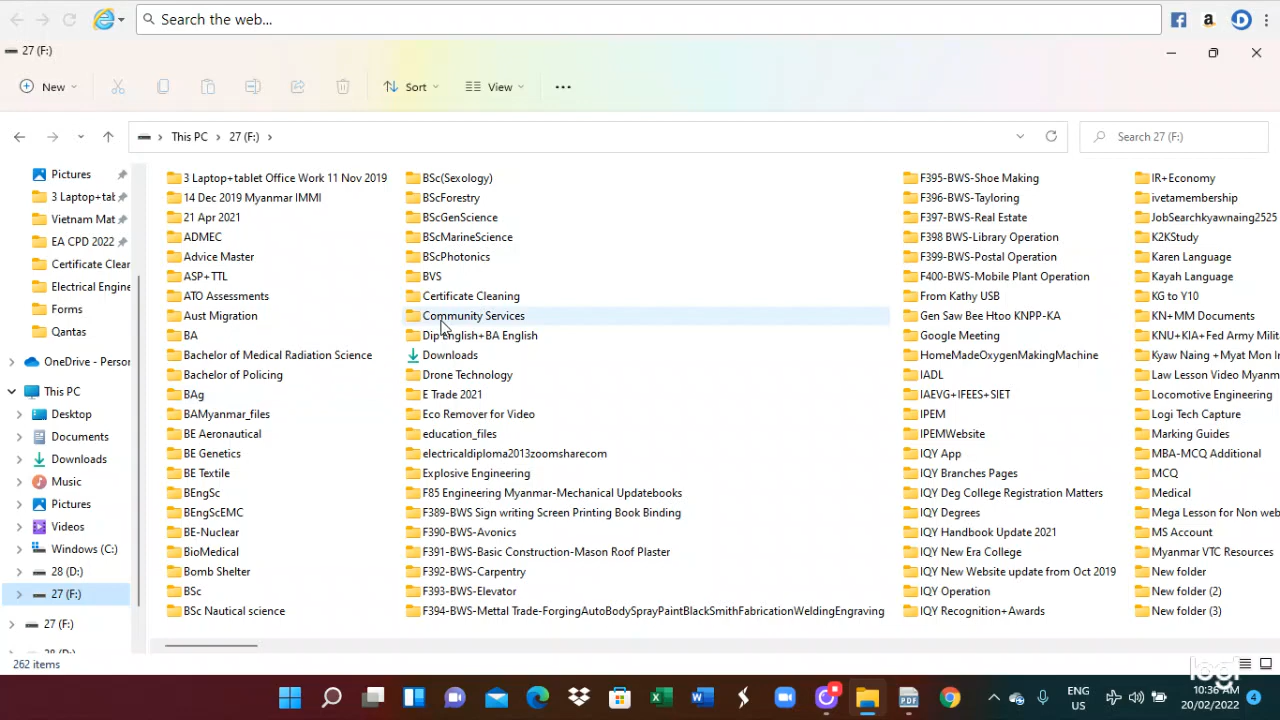 Search the web...
27 (F:)
New
Sort
View
This PC
27 (F:)
Search 27 (F:)
Pictures
3 Laptop+tab
Vietnam Mat
EA CPD 2022
Certificate Clear
Electrical Engine
Forms
Qantas
OneDrive - Person
This PC
Desktop
Documents
Downloads
Music
Pictures
Videos
Windows (C:)
28 (D:)
27 (F:)
27 (F:)
28 (D:)
3 Laptop+tablet Office Work 11 Nov 2019
14 Dec 2019 Myanmar IMMI
21 Apr 2021
ADMEC
Advice Master
ASP+TTL
ATO Assessments
Aust Migration
BA
Bachelor of Medical Radiation Science
Bachelor of Policing
BAg
BAMyanmar_files
BE Aeronautical
BE Genetics
BE Textile
BEngSc
BEngScEMC
BE-Nuclear
BioMedical
Bomb Shelter
BSc
BSc Nautical science
BSc(Sexology)
BScForestry
BScGenScience
BScMarineScience
BScPhotonics
BVS
Certificate Cleaning
Community Services
Dip English+BA English
Downloads
Drone Technology
E Trade 2021
Eco Remover for Video
education_files
electricaldiploma2013zoomsharecom
Explosive Engineering
F85 Engineering Myanmar-Mechanical Updatebooks
F389-BWS Sign writing Screen Printing Book Binding
F390-BWS-Avonics
F391-BWS-Basic Construction-Mason Roof Plaster
F392-BWS-Carpentry
F393-BWS-Elevator
F394-BWS-Mettal Trade-ForgingAutoBodySprayPaintBlackSmithFabricationWeldingEngraving
F395-BWS-Shoe Making
F396-BWS-Tayloring
F397-BWS-Real Estate
F398 BWS-Library Operation
F399-BWS-Postal Operation
F400-BWS-Mobile Plant Operation
From Kathy USB
Gen Saw Bee Htoo KNPP-KA
Google Meeting
HomeMadeOxygenMakingMachine
IADL
IAEVG+IFEES+SIET
IPEM
IPEMWebsite
IQY App
IQY Branches Pages
IQY Deg College Registration Matters
IQY Degrees
IQY Handbook Update 2021
IQY New Era College
IQY New Website update from Oct 2019
IQY Operation
IQY Recognition+Awards
IR+Economy
ivetamembership
JobSearchkyawnaing2525
K2KStudy
Karen Language
Kayah Language
KG to Y10
KN+MM Documents
KNU+KIA+Fed Army Milit
Kyaw Naing +Myat Mon Ir
Law Lesson Video Myanm
Locomotive Engineering
Logi Tech Capture
Marking Guides
MBA-MCQ Additional
MCQ
Medical
Mega Lesson for Non web
MS Account
Myanmar VTC Resources
New folder
New folder (2)
New folder (3)
262 items
logi
ENG
US
10:36 AM
20/02/2022
4